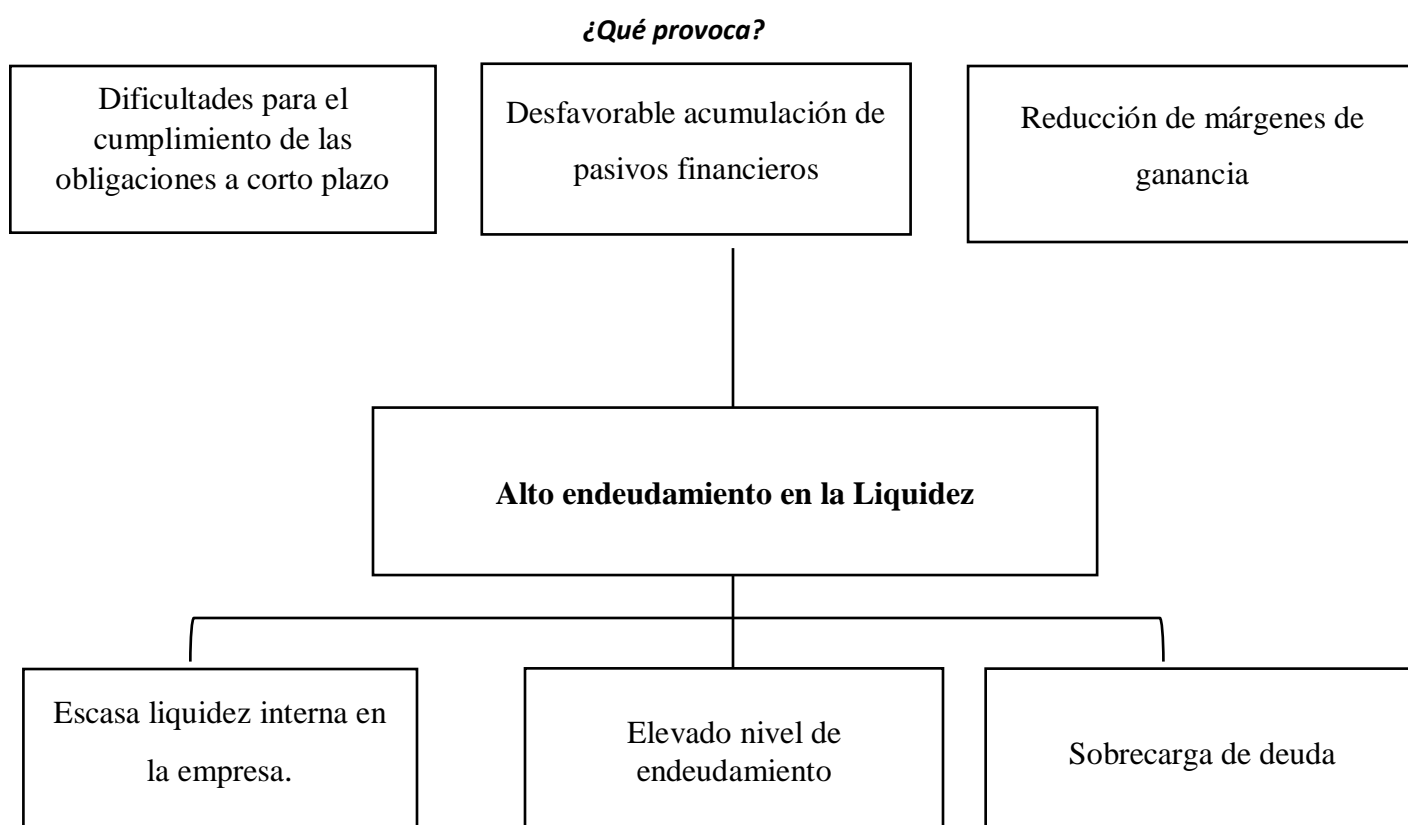 ¿Qué provoca?
Dificultades para el
cumplimiento de las
obligaciones a corto plazo
Desfavorable acumulación de
pasivos financieros
Reducción de márgenes de
ganancia
Alto endeudamiento en la Liquidez
Escasa liquidez interna en
la empresa.
Elevado nivel de
endeudamiento
Sobrecarga de deuda